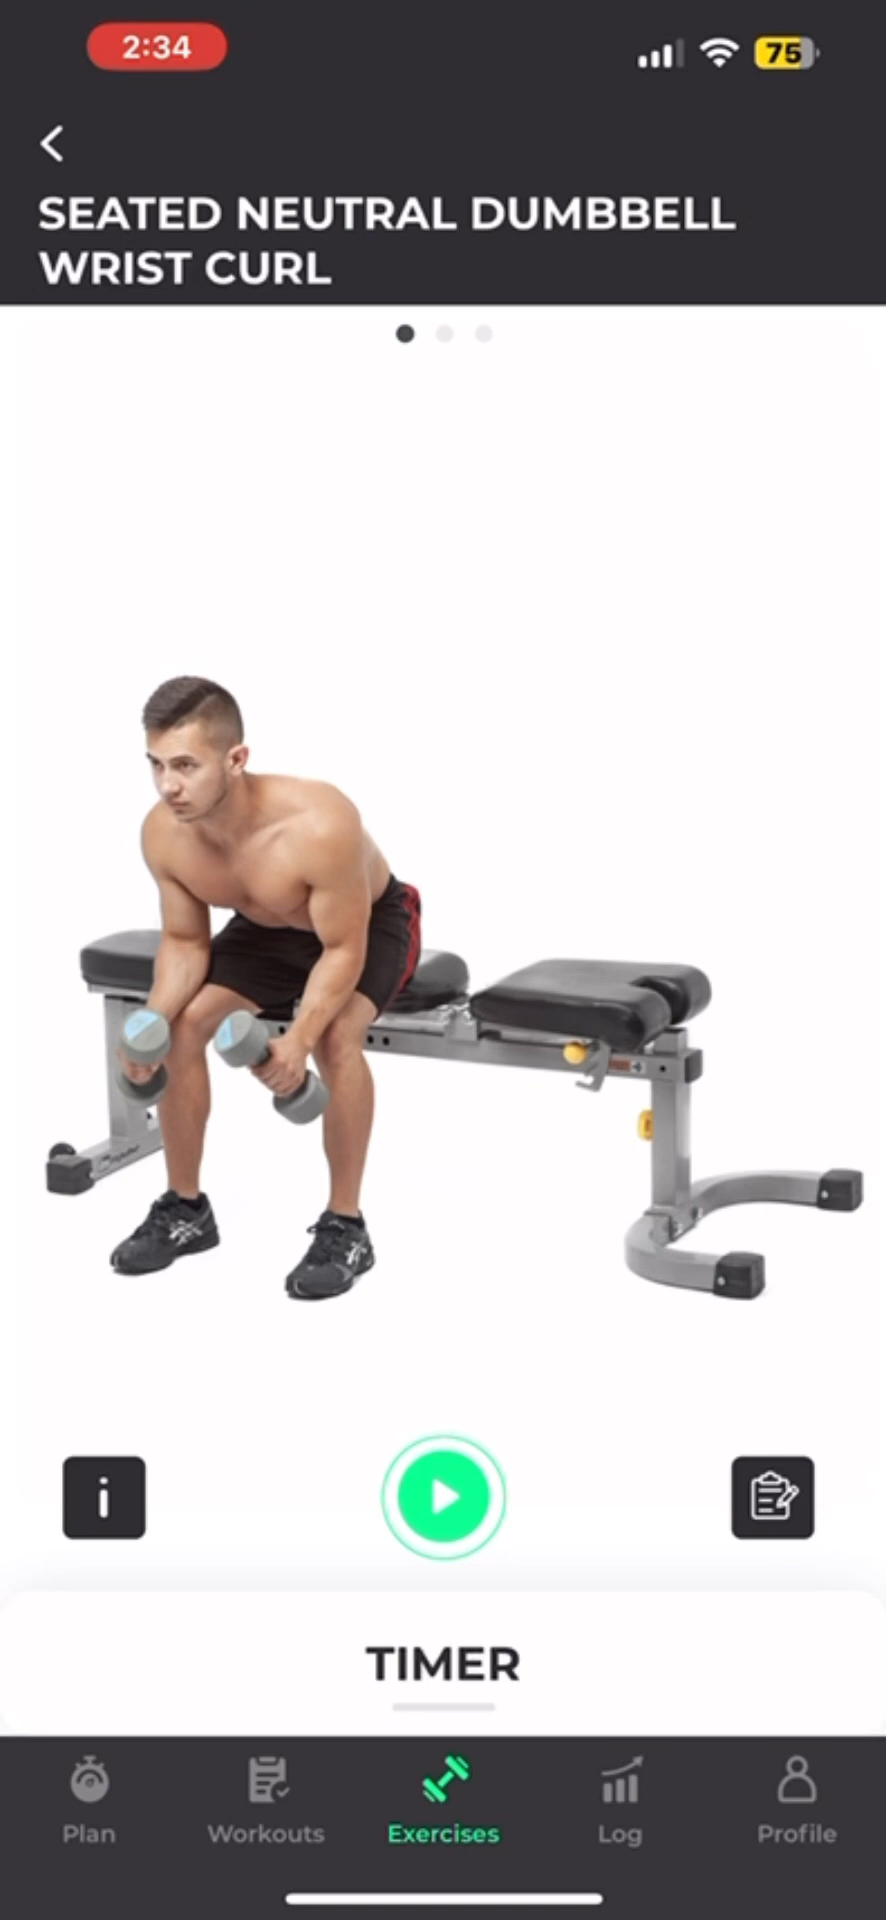 2:34
75
SEATED NEUTRAL DUMBBELL
WRIST CURL
i
TIMER
Plan
Workouts
Exercises
Log
Profile